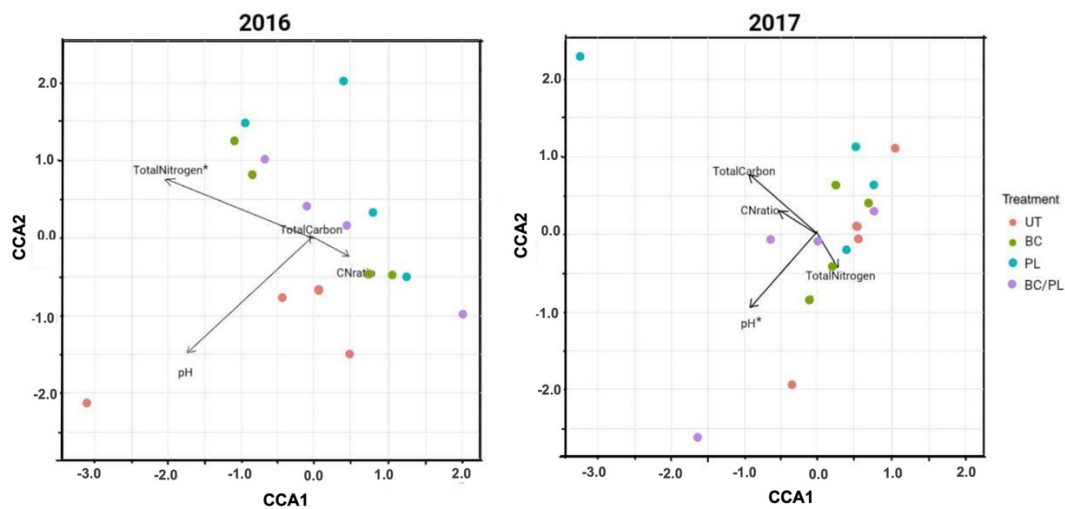 2016
2017
CCA2
2.0
1.0
0.0
-1.0
-2.0
TotalNitrogen*
TotalCarbon
pH
-3.0 -2.0 -1.0 0.0 1.0 2.0
CCA1
CCA2
2.0
1.0
0.0
-1.0
-2.0
TotalCarbon
CNratio
TotalNitrogen
pH*
-3.0 -2.0 -1.0 0.0 1.0 2.0
CCA1
Treatment
UT
BC
PL
BC/PL